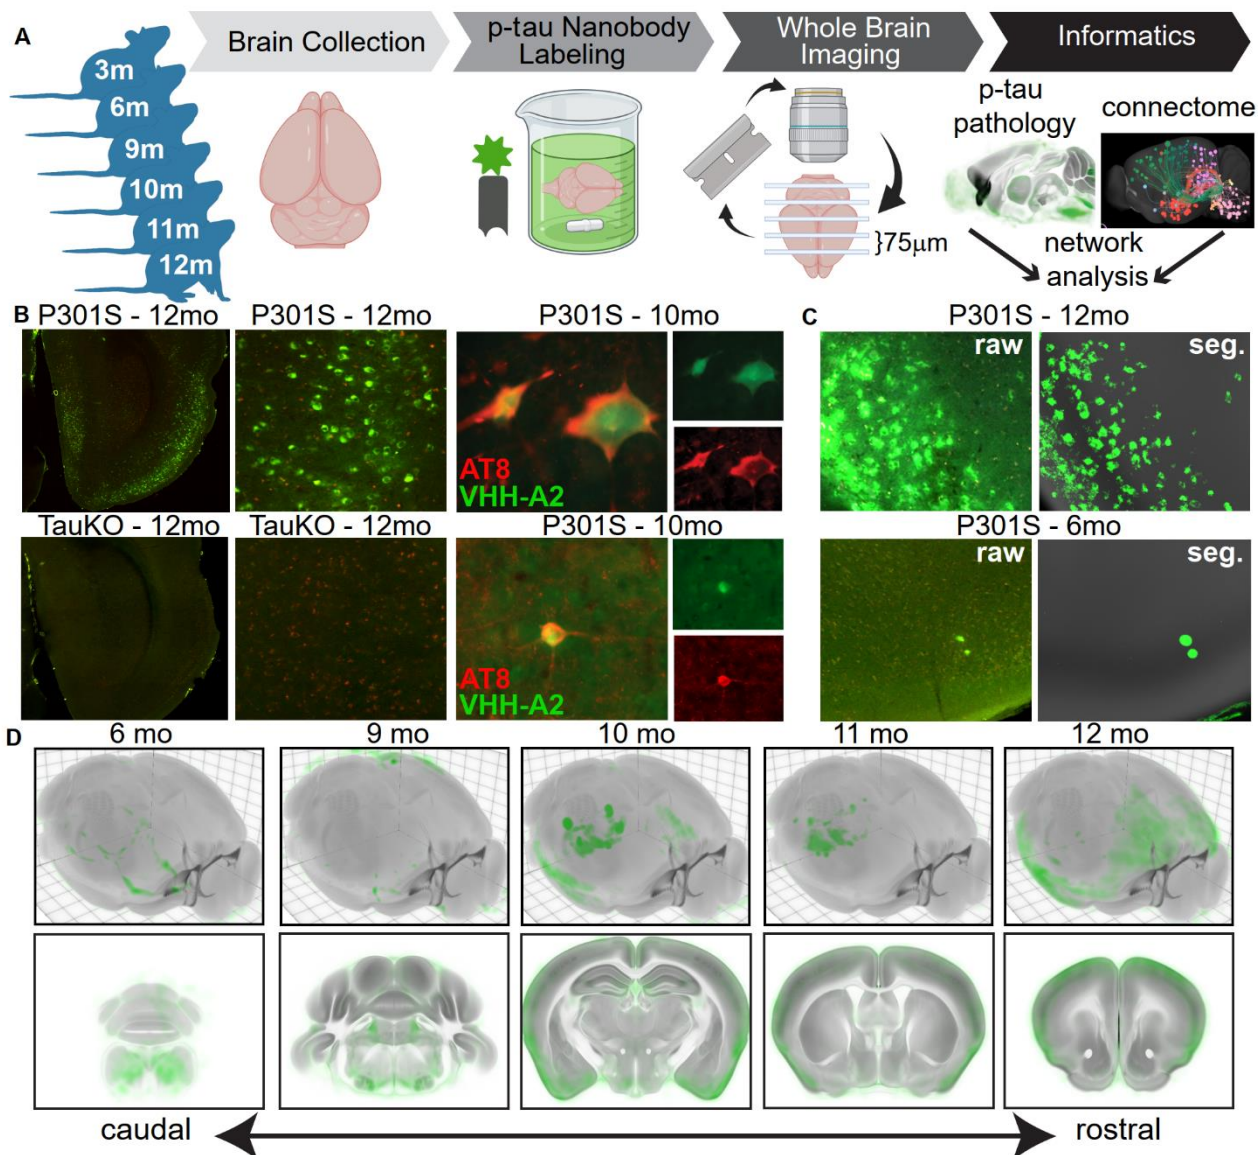 A
Brain Collection
p-tau Nanobody
Labeling
Whole Brain
Imaging
Informatics
3m
6m
9m
10m
11m
12m
}75μm
p-tau
pathology
connectome
network
analysis
B
P301S - 12mo
P301S - 12mo
P301S - 10mo
AT8
VHH-A2
TauKO - 12mo
TauKO - 12mo
P301S - 10mo
AT8
VHH-A2
C
P301S - 12mo
raw
seg.
P301S - 6mo
raw
seg.
D
6 mo
9 mo
10 mo
11 mo
12 mo
caudal
rostral